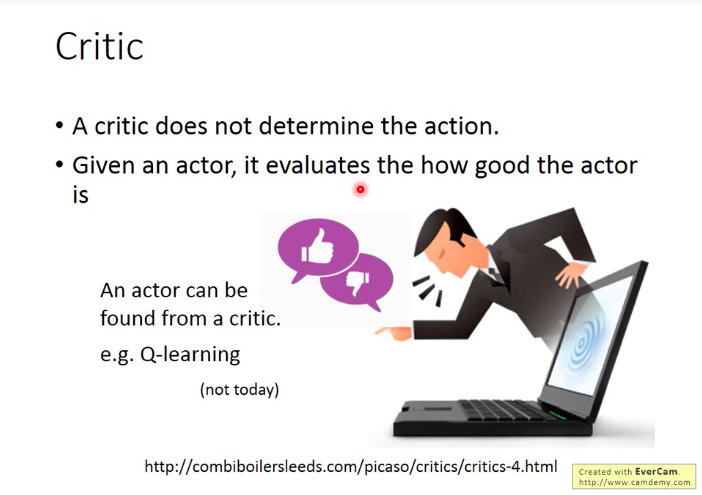 Critic
• A critic does not determine the action.
• Given an actor, it evaluates the how good the actor
is
An actor can be
found from a critic.
e.g. Q-learning
(not today)
http://combiboilersleeds.com/picaso/critics/critics-4.html
Created with EverCam.
http://www.camdemy.com